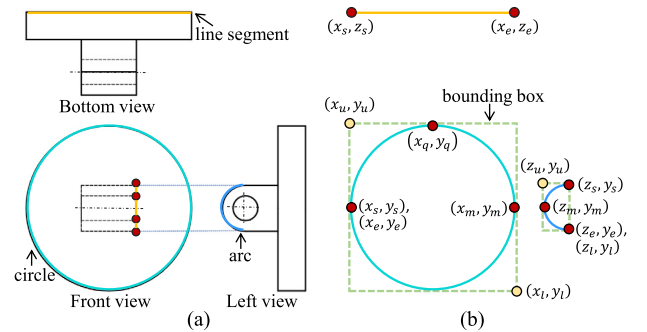 line segment
Bottom view
circle
Front view
arc
Left view
(a)
(x_s, z_s)
(x_e, z_e)
bounding box
(x_u, y_u)
(x_q, y_q)
(x_s, y_s),
(x_e, y_e)
(x_m, y_m)
(x_l, y_l)
(z_u, y_u)
(z_s, y_s)
(z_m, y_m)
(z_e, y_e),
(z_l, y_l)
(b)